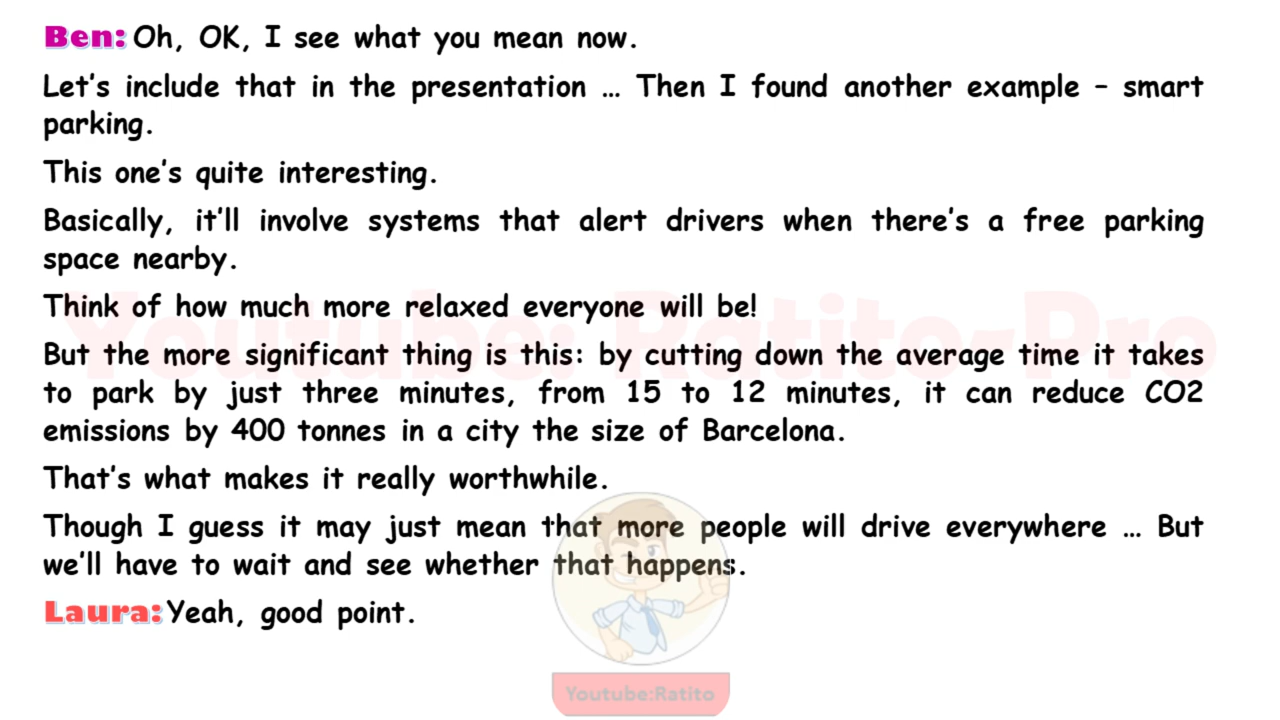 Ben: Oh, OK, I see what you mean now.
Let's include that in the presentation … Then I found another example – smart
parking.
This one's quite interesting.
Basically, it'll involve systems that alert drivers when there's a free parking
space nearby.
Think of how much more relaxed everyone will be!
Youtube: Ratito-Pro
But the more significant thing is this: by cutting down the average time it takes
to park by just three minutes, from 15 to 12 minutes, it can reduce CO2
emissions by 400 tonnes in a city the size of Barcelona.
That's what makes it really worthwhile.
Though I guess it may just mean that more people will drive everywhere … But
we'll have to wait and see whether that happens.
Laura: Yeah, good point.
Youtube:Ratito